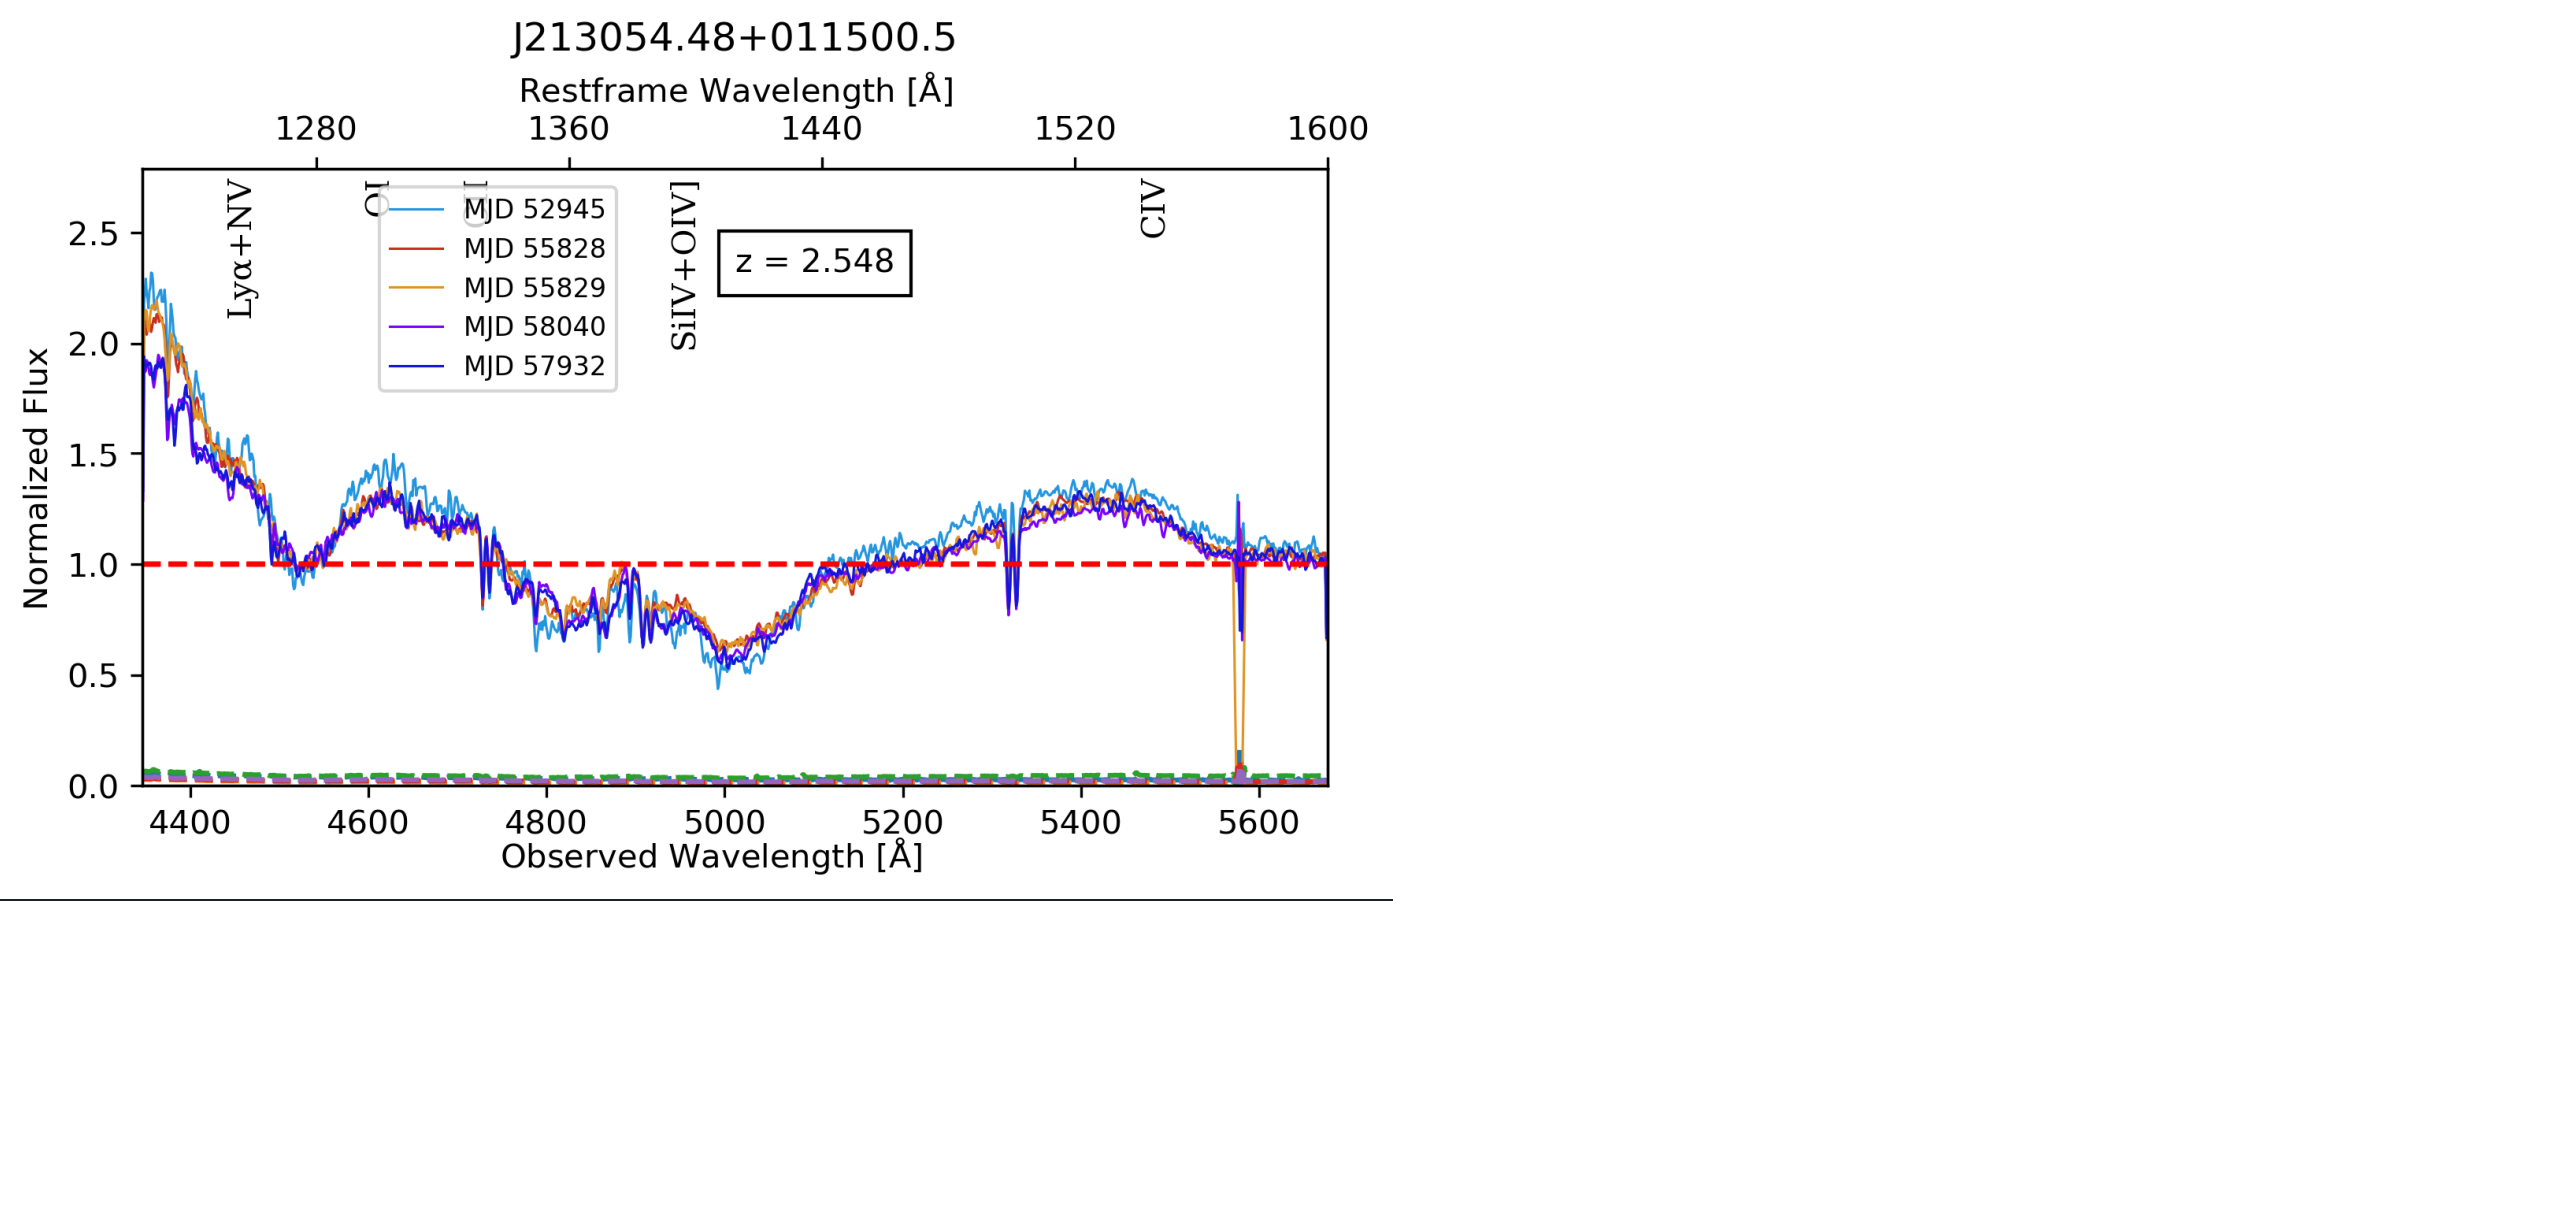 J213054.48+011500.5
Restframe Wavelength [Å]
1280 1360 1440 1520 1600
Lyα+NV
OI
SiIV+OIV]
CIV
MJD 52945
MJD 55828
MJD 55829
MJD 58040
MJD 57932
z = 2.548
Normalized Flux
2.5
2.0
1.5
1.0
0.5
0.0
4400 4600 4800 5000 5200 5400 5600
Observed Wavelength [Å]